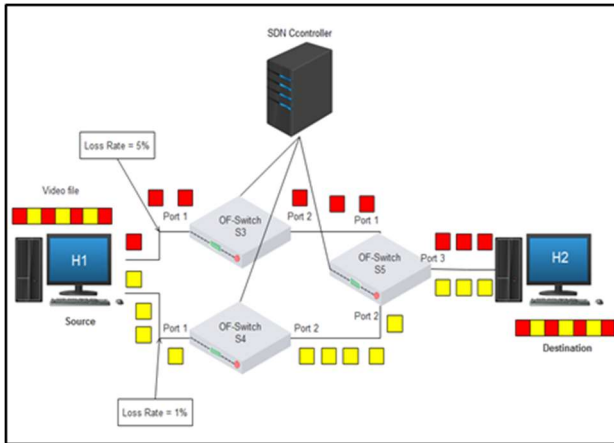 SDN Ccontroller
Loss Rate = 5%
Video file
Port 1
OF-Switch
S3
Port 2
Port 1
H1
OF-Switch
S5
Port 3
H2
Source
Port 1
OF-Switch
S4
Port 2
Port 2
Destination
Loss Rate = 1%